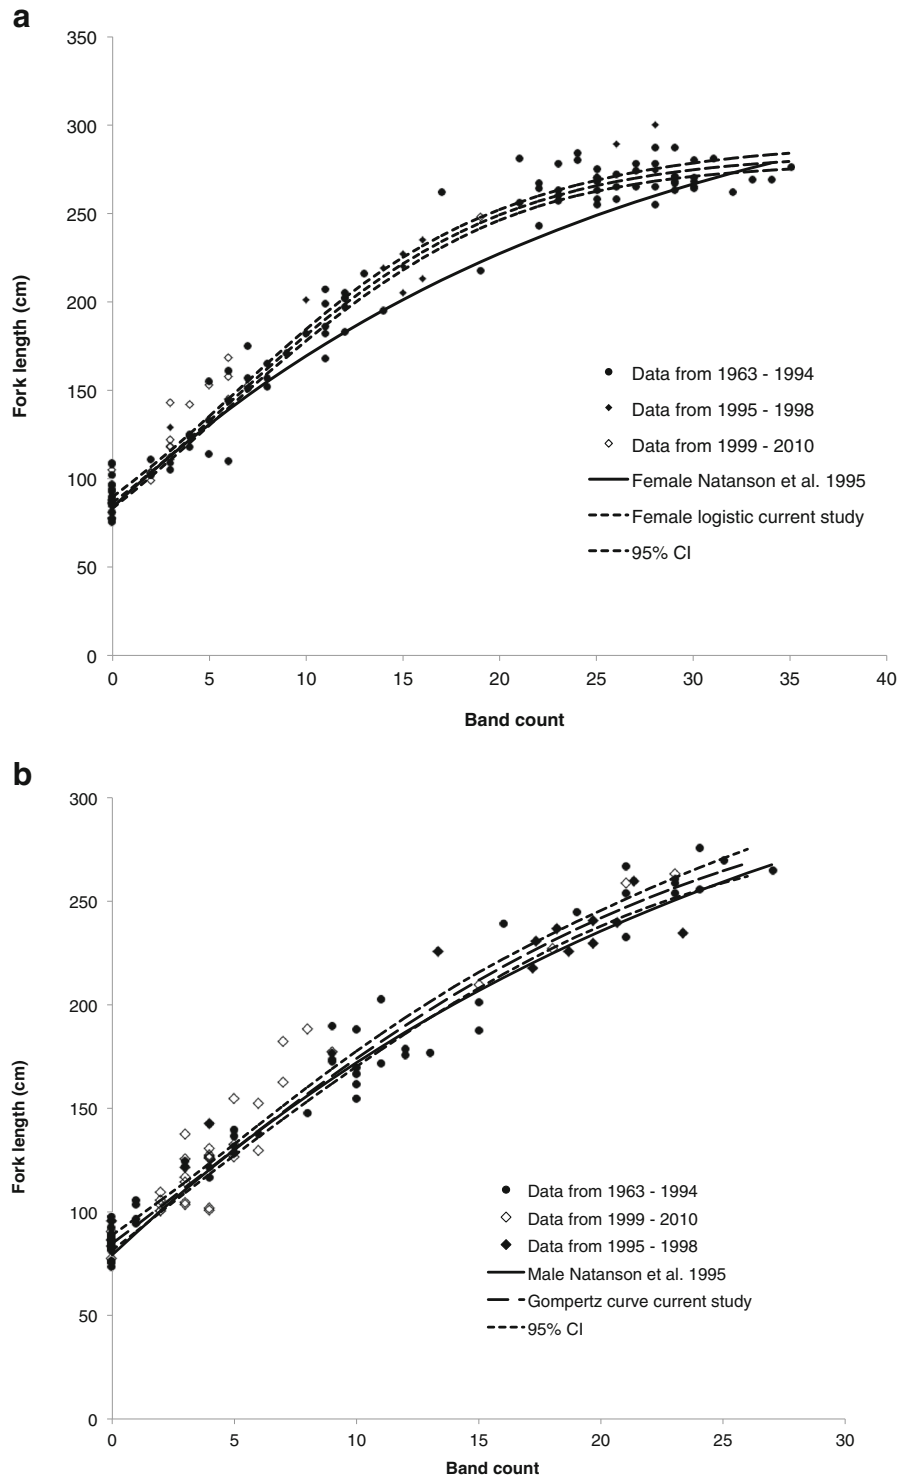 a
350
300
250
200
150
100
50
0
Fork length (cm)
0 5 10 15 20 25 30 35 40
Band count
Data from 1963 - 1994
Data from 1995 - 1998
Data from 1999 - 2010
Female Natanson et al. 1995
Female logistic current study
95% CI
b
300
250
200
150
100
50
0
Fork length (cm)
0 5 10 15 20 25 30
Band count
Data from 1963 - 1994
Data from 1999 - 2010
Data from 1995 - 1998
Male Natanson et al. 1995
Gompertz curve current study
95% CI